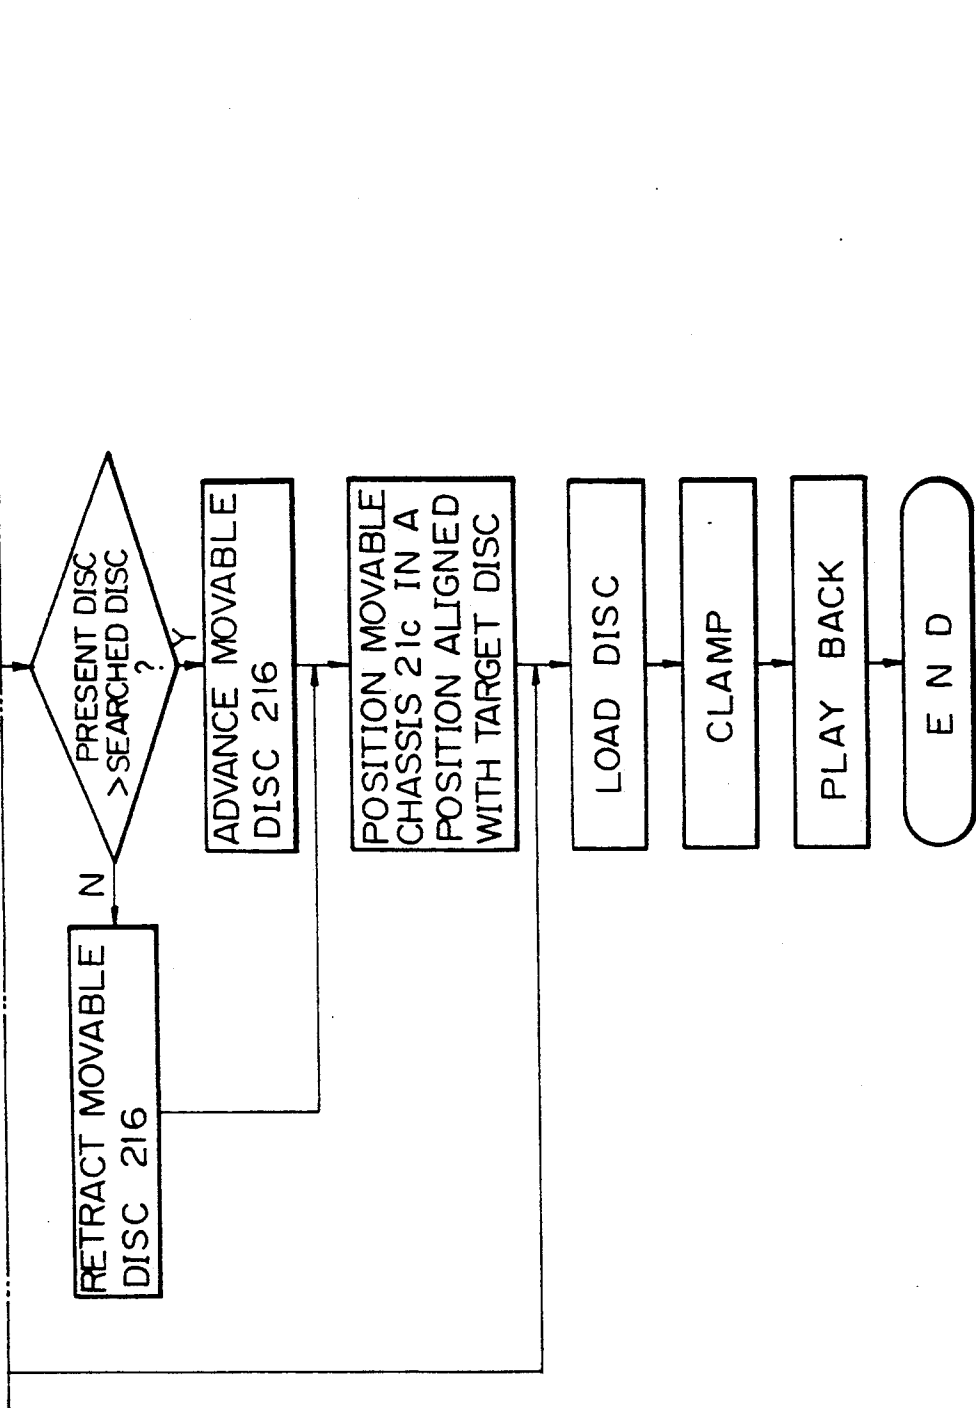 PRESENT DISC
>SEARCHED DISC
?
Y
N
RETRACT MOVABLE
DISC 216
ADVANCE MOVABLE
DISC 216
POSITION MOVABLE
CHASSIS 21c IN A
POSITION ALIGNED
WITH TARGET DISC
LOAD DISC
CLAMP
PLAY BACK
END